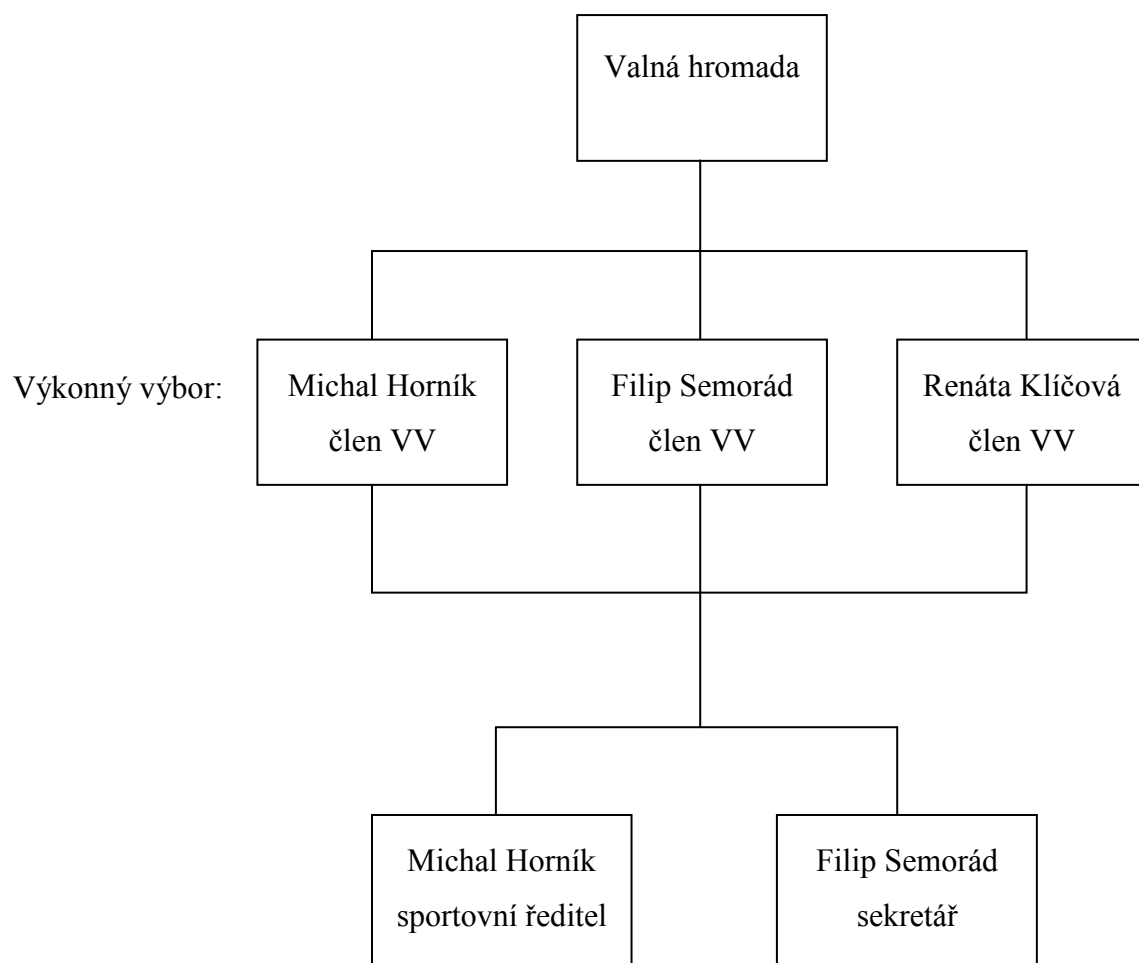 Valná hromada
Výkonný výbor:
Michal Horník
člen VV
Filip Semorád
člen VV
Renáta Klíčová
člen VV
Michal Horník
sportovní ředitel
Filip Semorád
sekretář